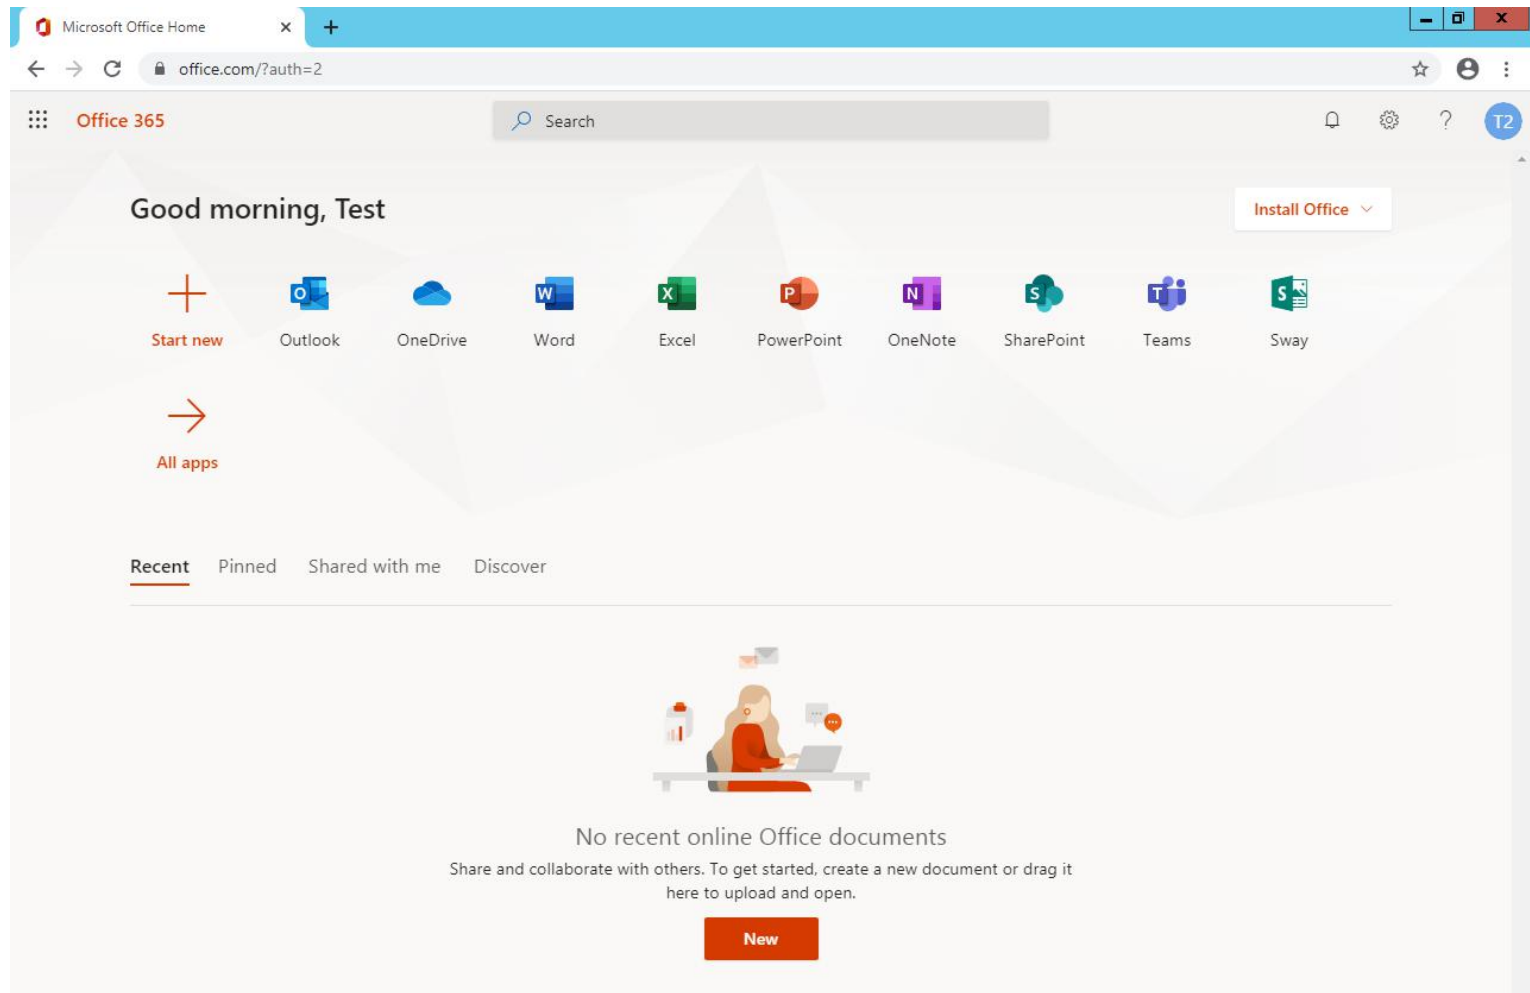 Microsoft Office Home
office.com/?auth=2
Office 365
Search
T2
Good morning, Test
Install Office
Start new
Outlook
OneDrive
Word
Excel
PowerPoint
OneNote
SharePoint
Teams
Sway
All apps
Recent
Pinned
Shared with me
Discover
No recent online Office documents
Share and collaborate with others. To get started, create a new document or drag it
here to upload and open.
New